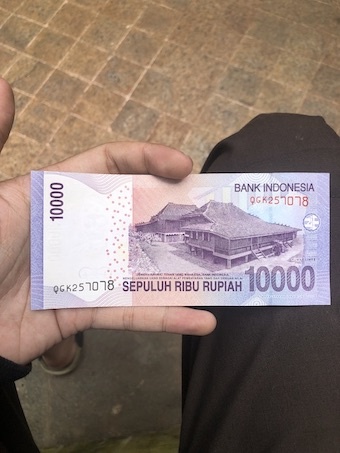 BANK INDONESIA
QGK257078
10000
QGK257078
SEPULUH RIBU RUPIAH
10000